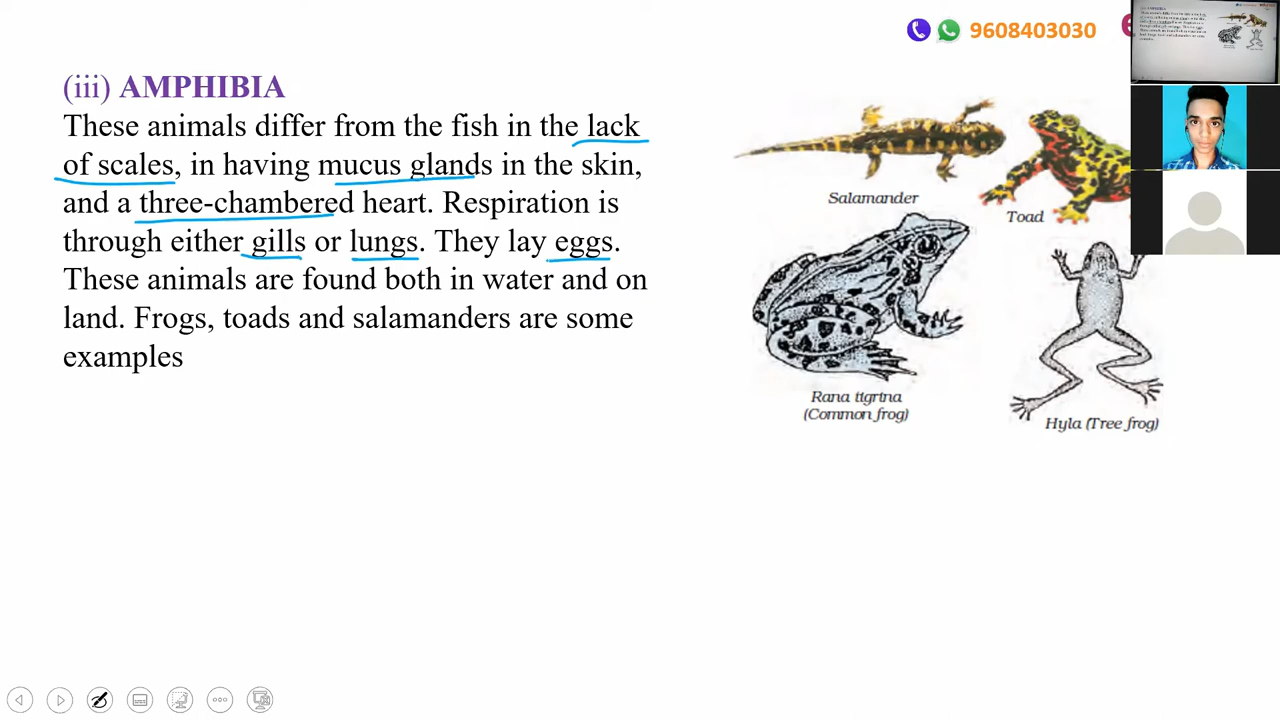 9608403030
(iii) AMPHIBIA
These animals differ from the fish in the lack
of scales, in having mucus glands in the skin,
and a three-chambered heart. Respiration is
through either gills or lungs. They lay eggs.
These animals are found both in water and on
land. Frogs, toads and salamanders are some
examples
Salamander
Toad
Rana tigrina
(Common frog)
Hyla (Tree frog)